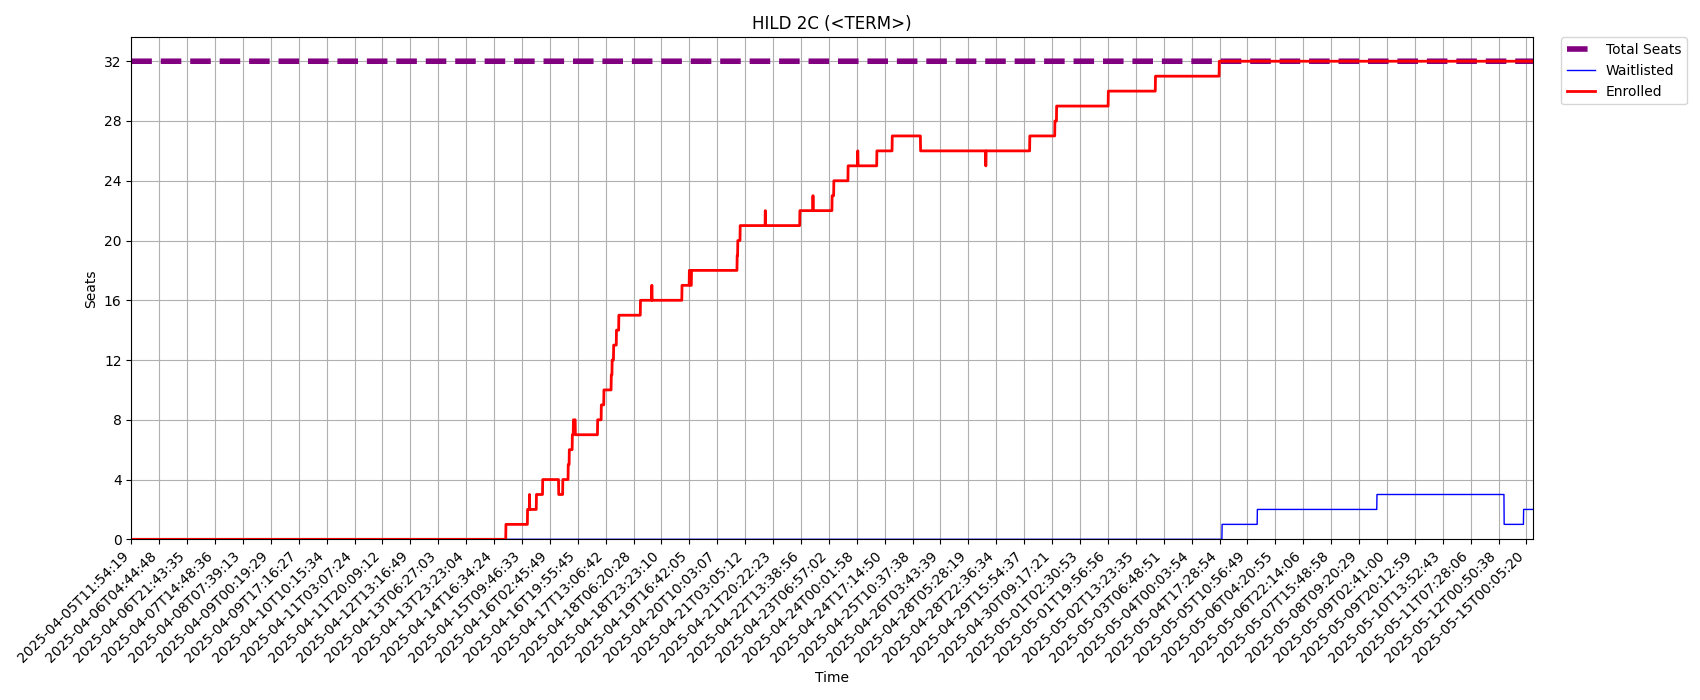 HILD 2C (<TERM>)
Total Seats
Waitlisted
Enrolled
Seats
32
28
24
20
16
12
8
4
0
2025-04-05T11:54:19
2025-04-06T04:44:48
2025-04-06T21:43:35
2025-04-07T14:48:36
2025-04-08T07:39:13
2025-04-09T00:19:29
2025-04-09T17:16:27
2025-04-10T10:15:34
2025-04-11T03:07:24
2025-04-11T20:09:12
2025-04-12T13:16:49
2025-04-13T06:27:03
2025-04-13T23:23:04
2025-04-14T16:34:24
2025-04-15T09:46:33
2025-04-16T02:45:49
2025-04-16T19:55:45
2025-04-17T13:06:42
2025-04-18T06:20:28
2025-04-18T23:23:10
2025-04-19T16:42:05
2025-04-20T10:03:07
2025-04-21T03:05:12
2025-04-21T20:22:23
2025-04-22T13:38:56
2025-04-23T06:57:02
2025-04-24T00:01:58
2025-04-24T17:14:50
2025-04-25T10:37:38
2025-04-26T03:43:39
2025-04-28T05:28:19
2025-04-28T22:36:34
2025-04-29T15:54:37
2025-04-30T09:17:21
2025-05-01T02:30:53
2025-05-01T19:56:56
2025-05-02T13:23:35
2025-05-03T06:48:51
2025-05-04T00:03:54
2025-05-04T17:28:54
2025-05-05T10:56:49
2025-05-06T04:20:55
2025-05-06T22:14:06
2025-05-07T15:48:58
2025-05-08T09:20:29
2025-05-09T02:41:00
2025-05-09T20:12:59
2025-05-10T13:52:43
2025-05-11T07:28:06
2025-05-12T00:50:38
2025-05-15T00:05:20
Time